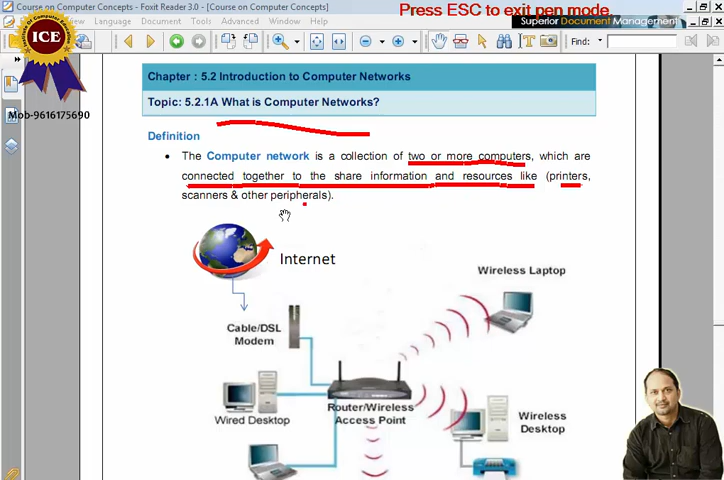 Course on Computer Concepts - Foxit Reader 3.0 - [Course on Computer Concepts]
Press ESC to exit pen mode
View Language Document Tools Advanced Window Help
Superior Document Management
Find:
ICE
Mob-9616175690
Chapter : 5.2 Introduction to Computer Networks
Topic: 5.2.1A What is Computer Networks?
Definition
• The Computer network is a collection of two or more computers, which are
connected together to the share information and resources like (printers,
scanners & other peripherals).
Internet
Wireless Laptop
Cable/DSL
Modem
Wired Desktop
Router/Wireless
Access Point
Wireless
Desktop